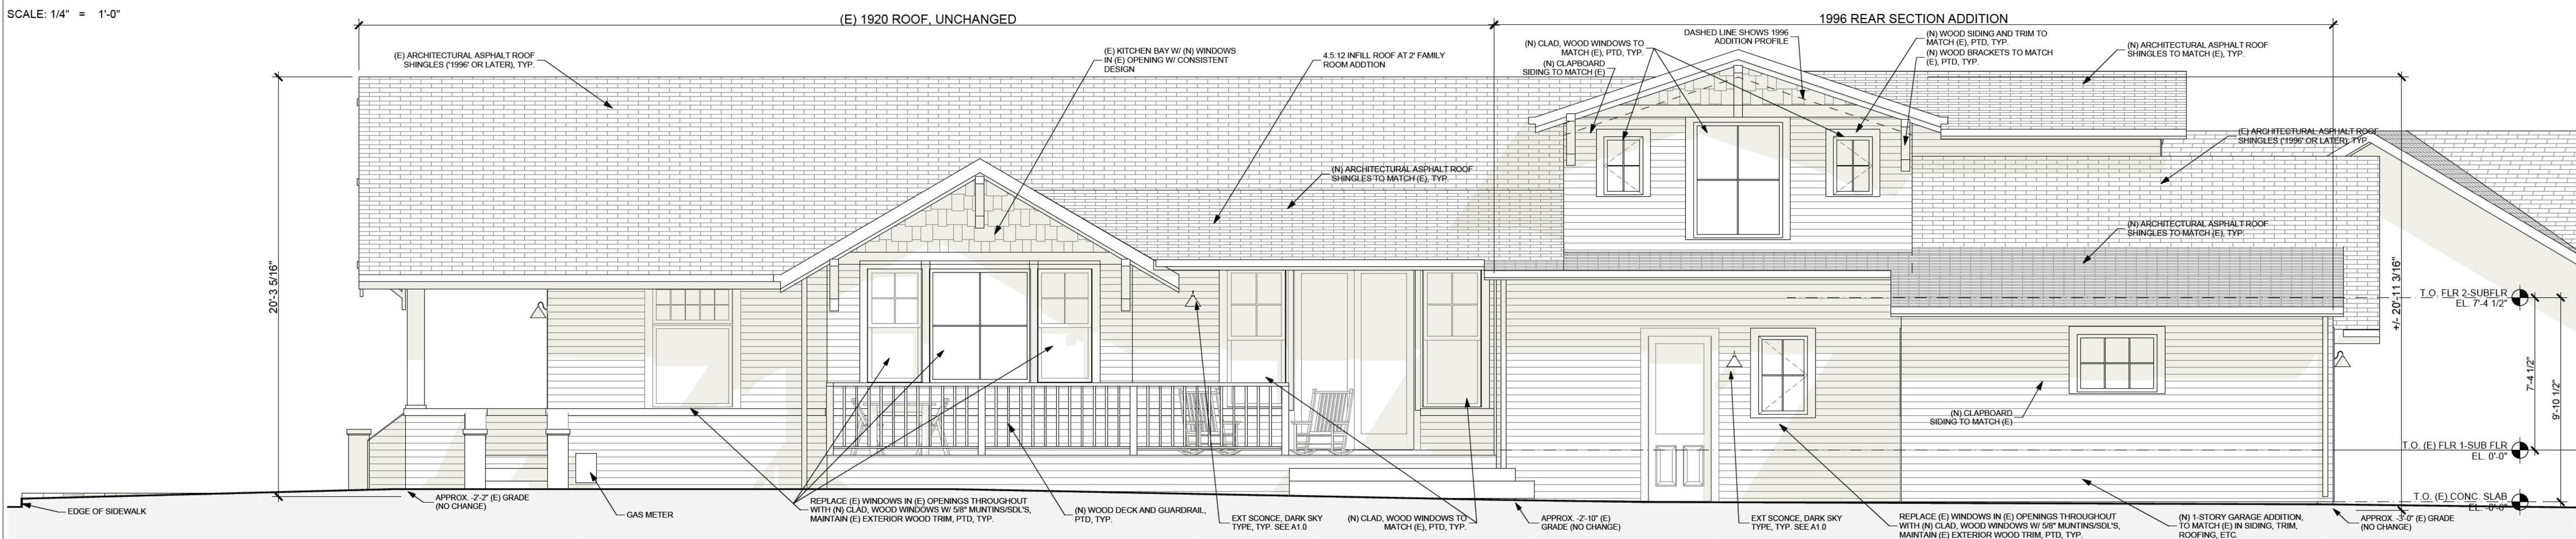 SCALE: 1/4" = 1'-0"
(E) 1920 ROOF, UNCHANGED
1996 REAR SECTION ADDITION
(E) ARCHITECTURAL ASPHALT ROOF
SHINGLES ('1996' OR LATER), TYP.
(E) KITCHEN BAY W/ (N) WINDOWS
IN (E) OPENING W/ CONSISTENT
DESIGN
4.5:12 INFILL ROOF AT 2' FAMILY
ROOM ADDTION
(N) CLAD, WOOD WINDOWS TO
MATCH (E), PTD, TYP.
(N) CLAPBOARD
SIDING TO MATCH (E)
DASHED LINE SHOWS 1996
ADDITION PROFILE
(N) WOOD SIDING AND TRIM TO
MATCH (E), PTD, TYP.
(N) WOOD BRACKETS TO MATCH
(E), PTD, TYP.
(N) ARCHITECTURAL ASPHALT ROOF
SHINGLES TO MATCH (E), TYP.
(E) ARCHITECTURAL ASPHALT ROOF
SHINGLES ('1996' OR LATER), TYP.
(N) ARCHITECTURAL ASPHALT ROOF
SHINGLES TO MATCH (E), TYP.
(N) ARCHITECTURAL ASPHALT ROOF
SHINGLES TO MATCH (E), TYP.
20'-3 5/16"
+/- 20'-11 3/16"
T.O. FLR 2-SUBFLR
EL. 7'-4 1/2"
7'-4 1/2"
9'-10 1/2"
(N) CLAPBOARD
SIDING TO MATCH (E)
T.O. (E) FLR 1-SUB FLR
EL. 0'-0"
T.O. (E) CONC. SLAB
EL.
EDGE OF SIDEWALK
APPROX. -2'-2" (E) GRADE
(NO CHANGE)
GAS METER
REPLACE (E) WINDOWS IN (E) OPENINGS THROUGHOUT
WITH (N) CLAD, WOOD WINDOWS W/ 5/8" MUNTINS/SDL'S,
MAINTAIN (E) EXTERIOR WOOD TRIM, PTD, TYP.
(N) WOOD DECK AND GUARDRAIL,
PTD, TYP.
EXT SCONCE, DARK SKY
TYPE, TYP. SEE A1.0
(N) CLAD, WOOD WINDOWS TO
MATCH (E), PTD, TYP.
APPROX. -2'-10" (E)
GRADE (NO CHANGE)
EXT SCONCE, DARK SKY
TYPE, TYP. SEE A1.0
REPLACE (E) WINDOWS IN (E) OPENINGS THROUGHOUT
WITH (N) CLAD, WOOD WINDOWS W/ 5/8" MUNTINS/SDL'S,
MAINTAIN (E) EXTERIOR WOOD TRIM, PTD, TYP.
(N) 1-STORY GARAGE ADDITION,
TO MATCH (E) IN SIDING, TRIM,
ROOFING, ETC.
APPROX. -3'-0" (E) GRADE
(NO CHANGE)